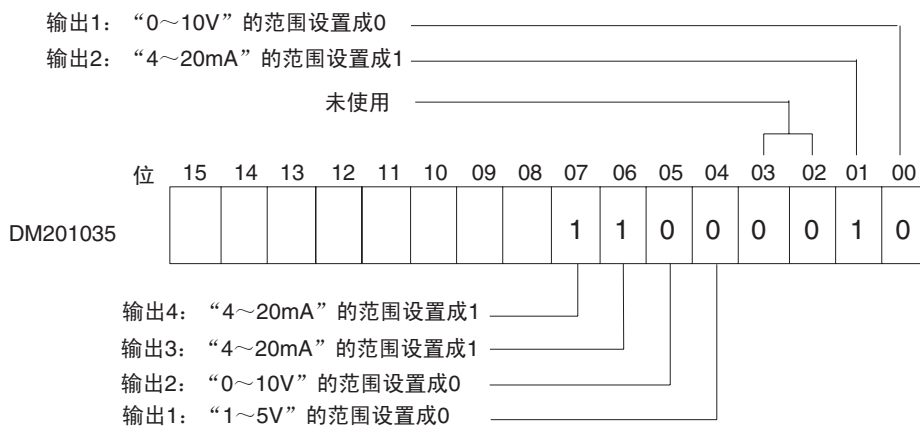 输出1：“0～10V”的范围设置成0
输出2：“4～20mA”的范围设置成1
未使用
位 15 14 13 12 11 10 09 08 07 06 05 04 03 02 01 00
DM201035 1 1 0 0 0 0 1 0
输出4：“4～20mA”的范围设置成1
输出3：“4～20mA”的范围设置成1
输出2：“0～10V”的范围设置成0
输出1：“1～5V”的范围设置成0